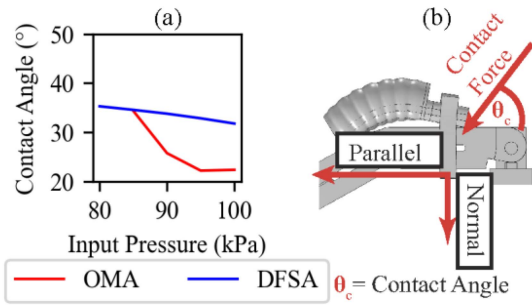 (a)
50
40
30
20
Contact Angle (°)
80
90
100
Input Pressure (kPa)
OMA
DFSA
(b)
Contact
Force
θc
Parallel
Normal
θc= Contact Angle